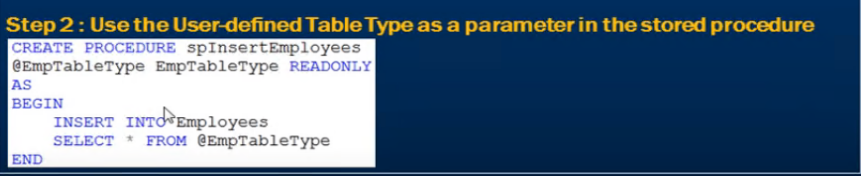 Step 2 : Use the User-defined Table Type as a parameter in the stored procedure
CREATE PROCEDURE spInsertEmployees
@EmpTableType EmpTableType READONLY
AS
BEGIN
    INSERT INTO Employees
    SELECT * FROM @EmpTableType
END